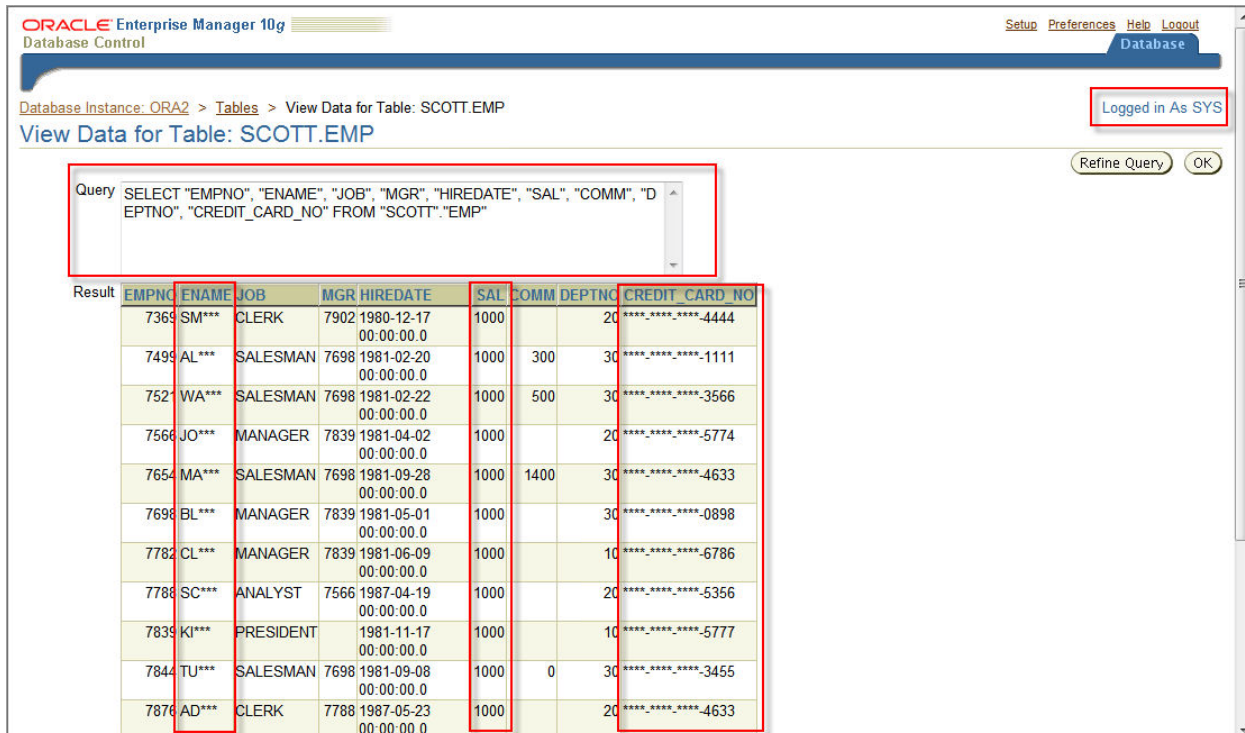 ORACLE Enterprise Manager 10g
Database Control
Setup Preferences Help Logout
Database
Database Instance: ORA2 > Tables > View Data for Table: SCOTT.EMP
Logged in As SYS
View Data for Table: SCOTT.EMP
Refine Query OK
Query SELECT "EMPNO", "ENAME", "JOB", "MGR", "HIREDATE", "SAL", "COMM", "D
EPTNO", "CREDIT_CARD_NO" FROM "SCOTT"."EMP"
Result EMPNO ENAME JOB MGR HIREDATE SAL COMM DEPTNO CREDIT_CARD_NO
7369 SM*** CLERK 7902 1980-12-17 1000 20 ****-****-****-4444
00:00:00.0
7499 AL*** SALESMAN 7698 1981-02-20 1000 300 30 ****-****-****-1111
00:00:00.0
7521 WA*** SALESMAN 7698 1981-02-22 1000 500 30 ****-****-****-3566
00:00:00.0
7566 JO*** MANAGER 7839 1981-04-02 1000 20 ****-****-****-5774
00:00:00.0
7654 MA*** SALESMAN 7698 1981-09-28 1000 1400 30 ****-****-****-4633
00:00:00.0
7698 BL*** MANAGER 7839 1981-05-01 1000 30 ****-****-****-0898
00:00:00.0
7782 CL*** MANAGER 7839 1981-06-09 1000 10 ****-****-****-6786
00:00:00.0
7788 SC*** ANALYST 7566 1987-04-19 1000 20 ****-****-****-5356
00:00:00.0
7839 KI*** PRESIDENT 1981-11-17 1000 10 ****-****-****-5777
00:00:00.0
7844 TU*** SALESMAN 7698 1981-09-08 1000 0 30 ****-****-****-3455
00:00:00.0
7876 AD*** CLERK 7788 1987-05-23 1000 20 ****-****-****-4633
00:00:00.0